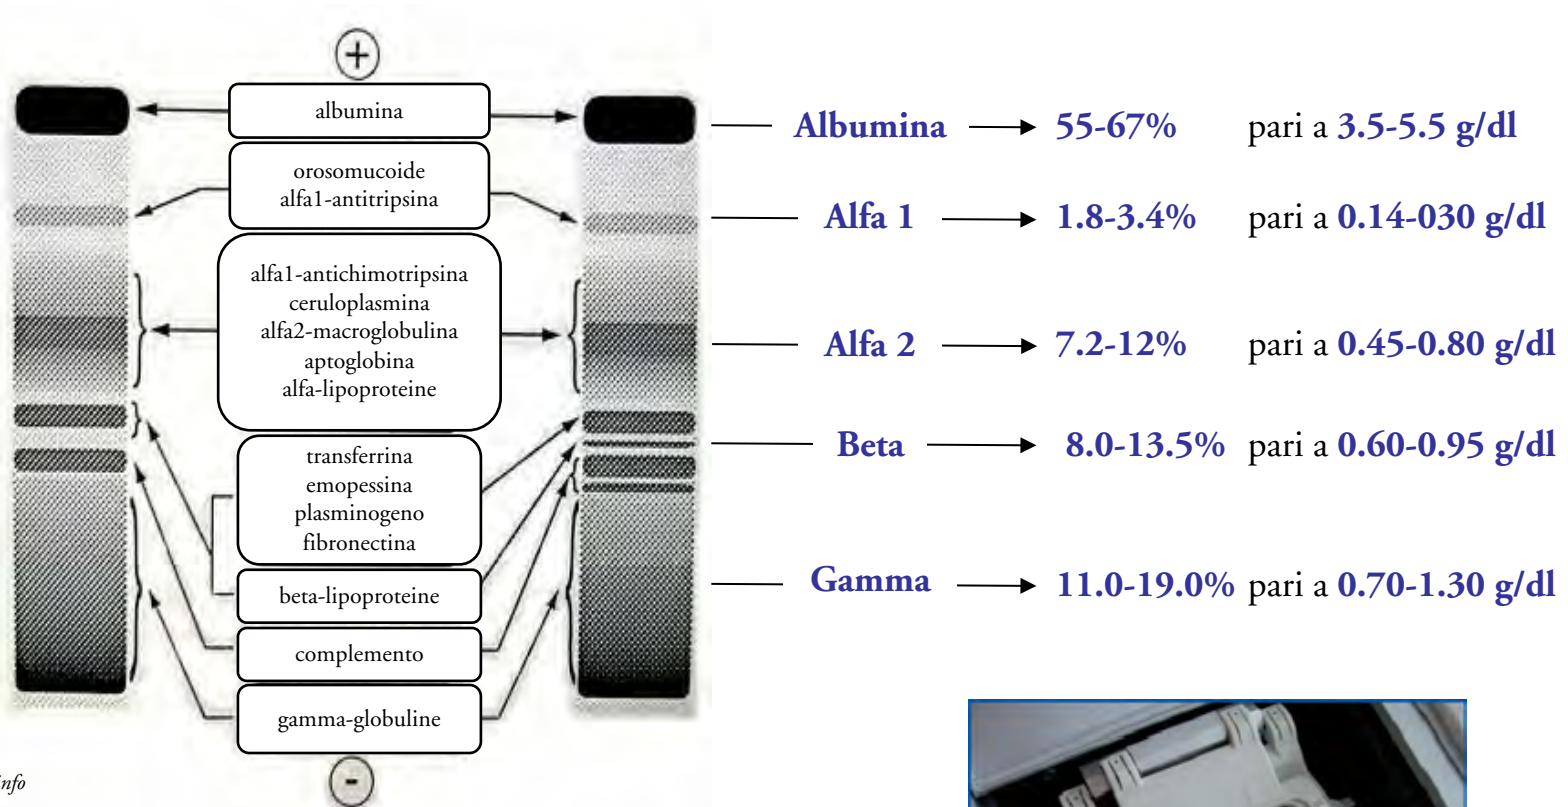 +
albumina
orosomucoide
alfa1-antitripsina
alfa1-antichimotripsina
ceruloplasmina
alfa2-macroglobulina
aptoglobina
alfa-lipoproteine
transferrina
emopessina
plasminogeno
fibronectina
beta-lipoproteine
complemento
gamma-globuline
-
nfo
Albumina 55-67% pari a 3.5-5.5 g/dl
Alfa 1 1.8-3.4% pari a 0.14-030 g/dl
Alfa 2 7.2-12% pari a 0.45-0.80 g/dl
Beta 8.0-13.5% pari a 0.60-0.95 g/dl
Gamma 11.0-19.0% pari a 0.70-1.30 g/dl